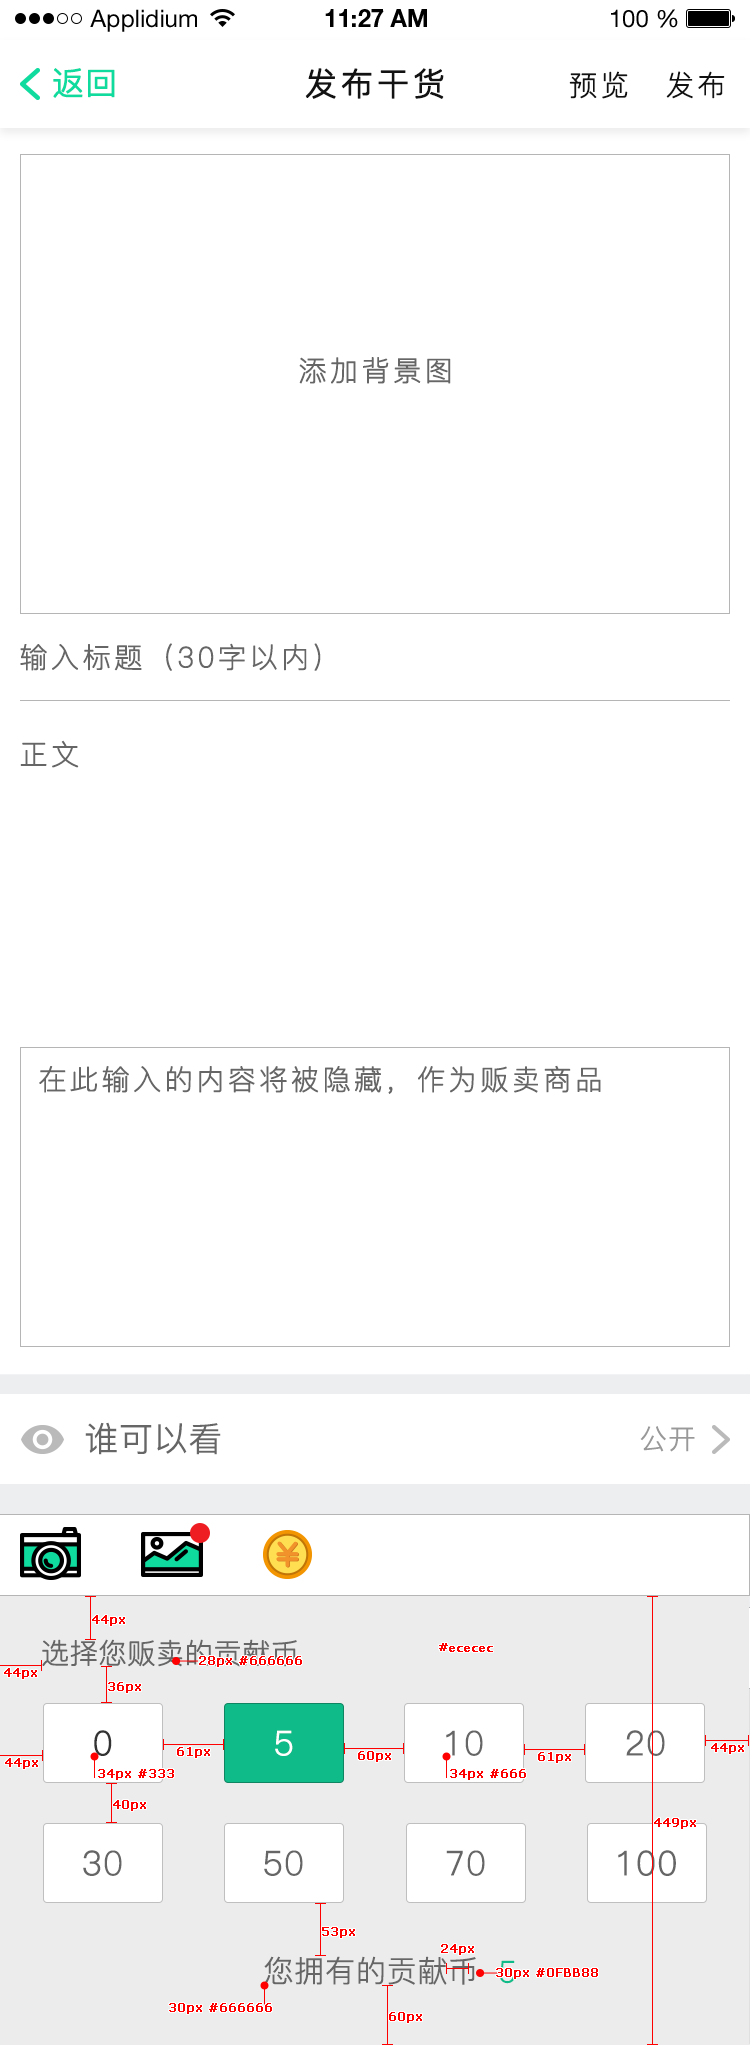 Applidium 11:27 AM 100 %
返回 发布干货 预览 发布
添加背景图
输入标题（30字以内）
正文
在此输入的内容将被隐藏，作为贩卖商品
谁可以看 公开
44px
选择您贩卖的贡献币 #ececec
28px #666666
44px
36px
0 5 10 20
61px 60px 61px 44px
44px
34px #333 34px #666
40px
449px
30 50 70 100
53px
24px
您拥有的贡献币 5
30px #0FBB88
30px #666666
60px